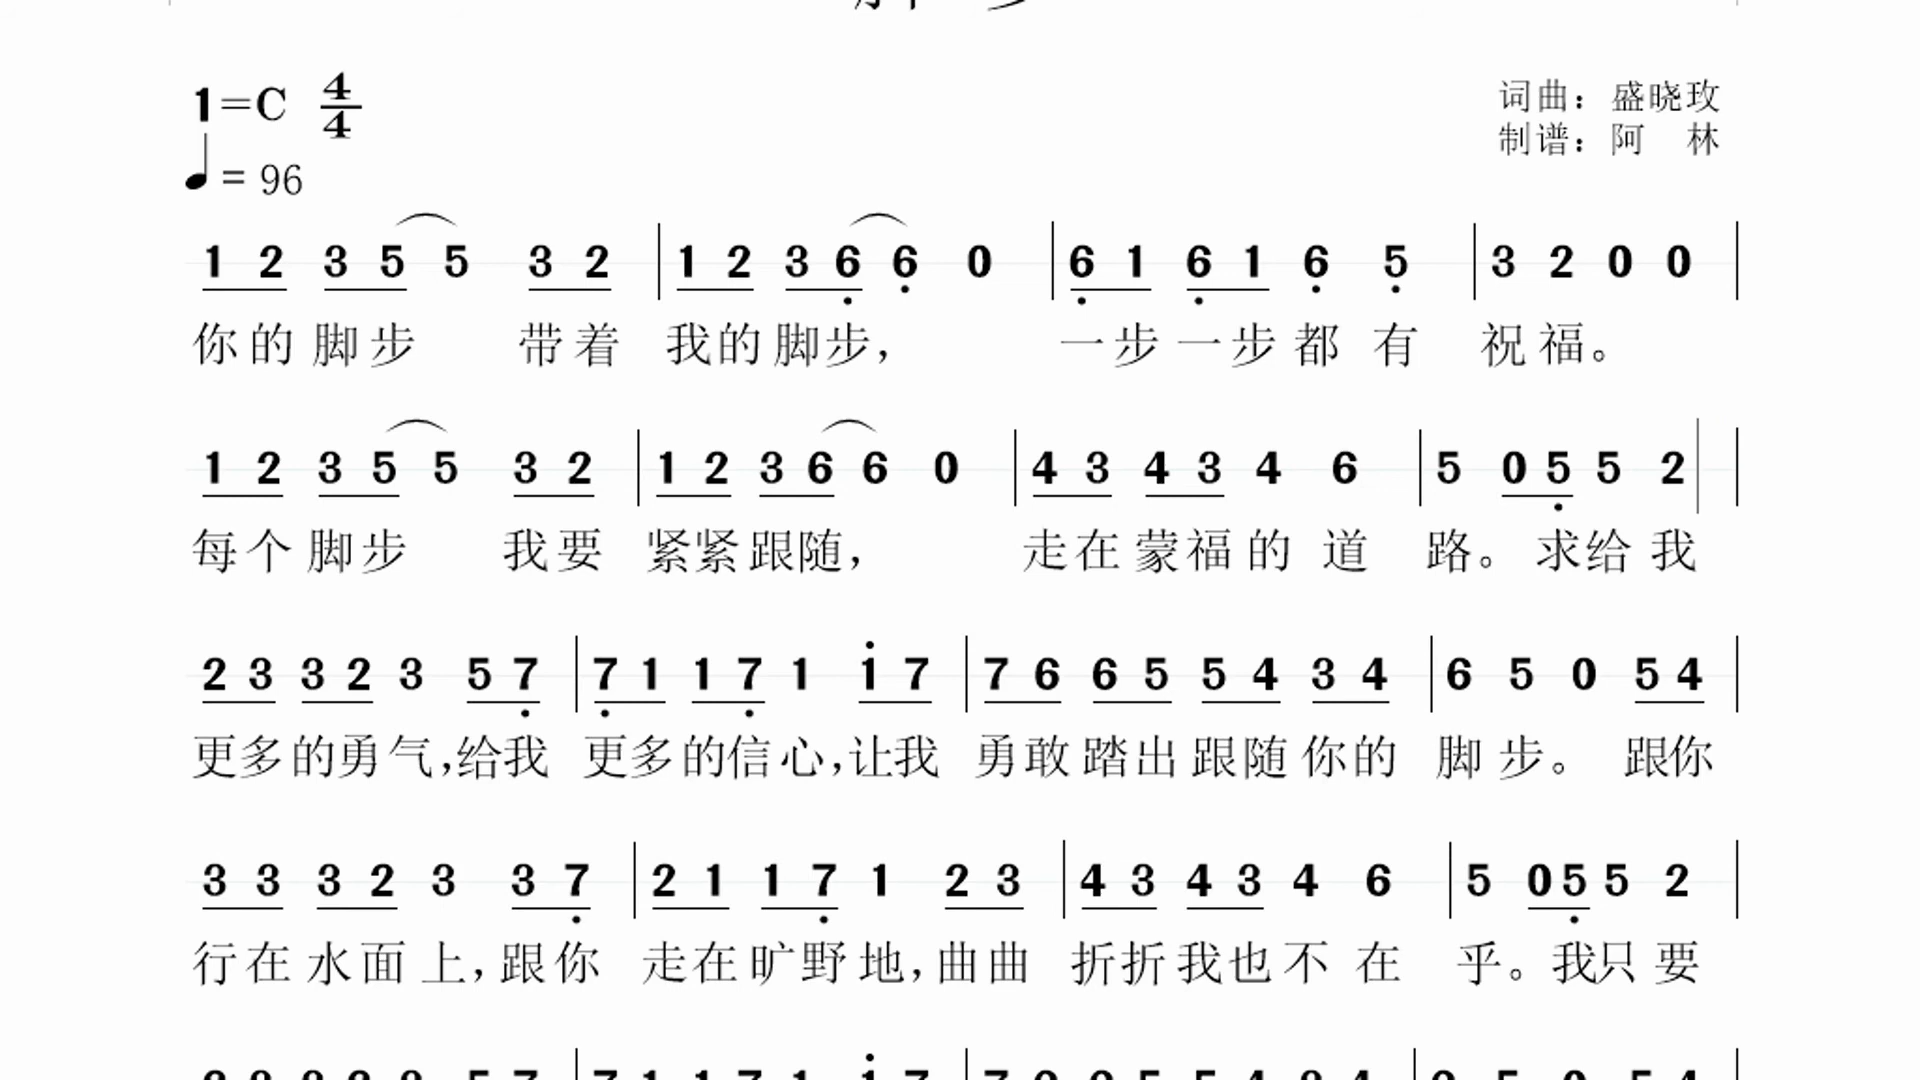 1=C 4/4
词曲：盛晓玫
制谱：阿 林
♩= 96
1 2 3 5 5 3 2 | 1 2 3 6̣ 6̣ 0 | 6̣ 1 6̣ 1 6̣ 5̣ | 3 2 0 0 |
你的脚步 带着 我的脚步， 一步一步都有 祝福。
1 2 3 5 5 3 2 | 1 2 3 6 6 0 | 4 3 4 3 4 6 | 5 0 5̣ 5 2 |
每个脚步 我要 紧紧跟随， 走在蒙福的道 路。求给我
2 3 3 2 3 5 7̣ | 7̣ 1 1 7̣ 1 1̇ 7 | 7 6 6 5 5 4 3 4 | 6 5 0 5 4 |
更多的勇气,给我 更多的信心,让我 勇敢踏出跟随你的 脚步。 跟你
3 3 3 2 3 3 7̣ | 2 1 1 7̣ 1 2 3 | 4 3 4 3 4 6 | 5 0 5̣ 5 2 |
行在水面上,跟你 走在旷野地,曲曲 折折我也不在 乎。我只要